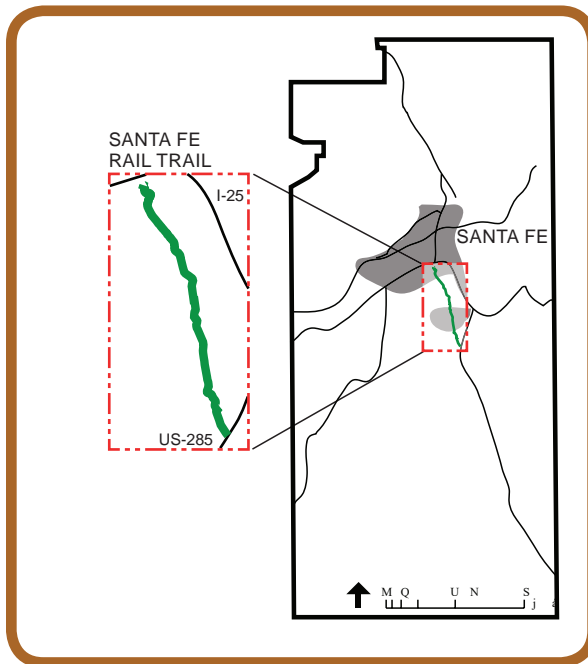 SANTA FE
RAIL TRAIL
I-25
SANTA FE
US-285
M Q U N S
j a